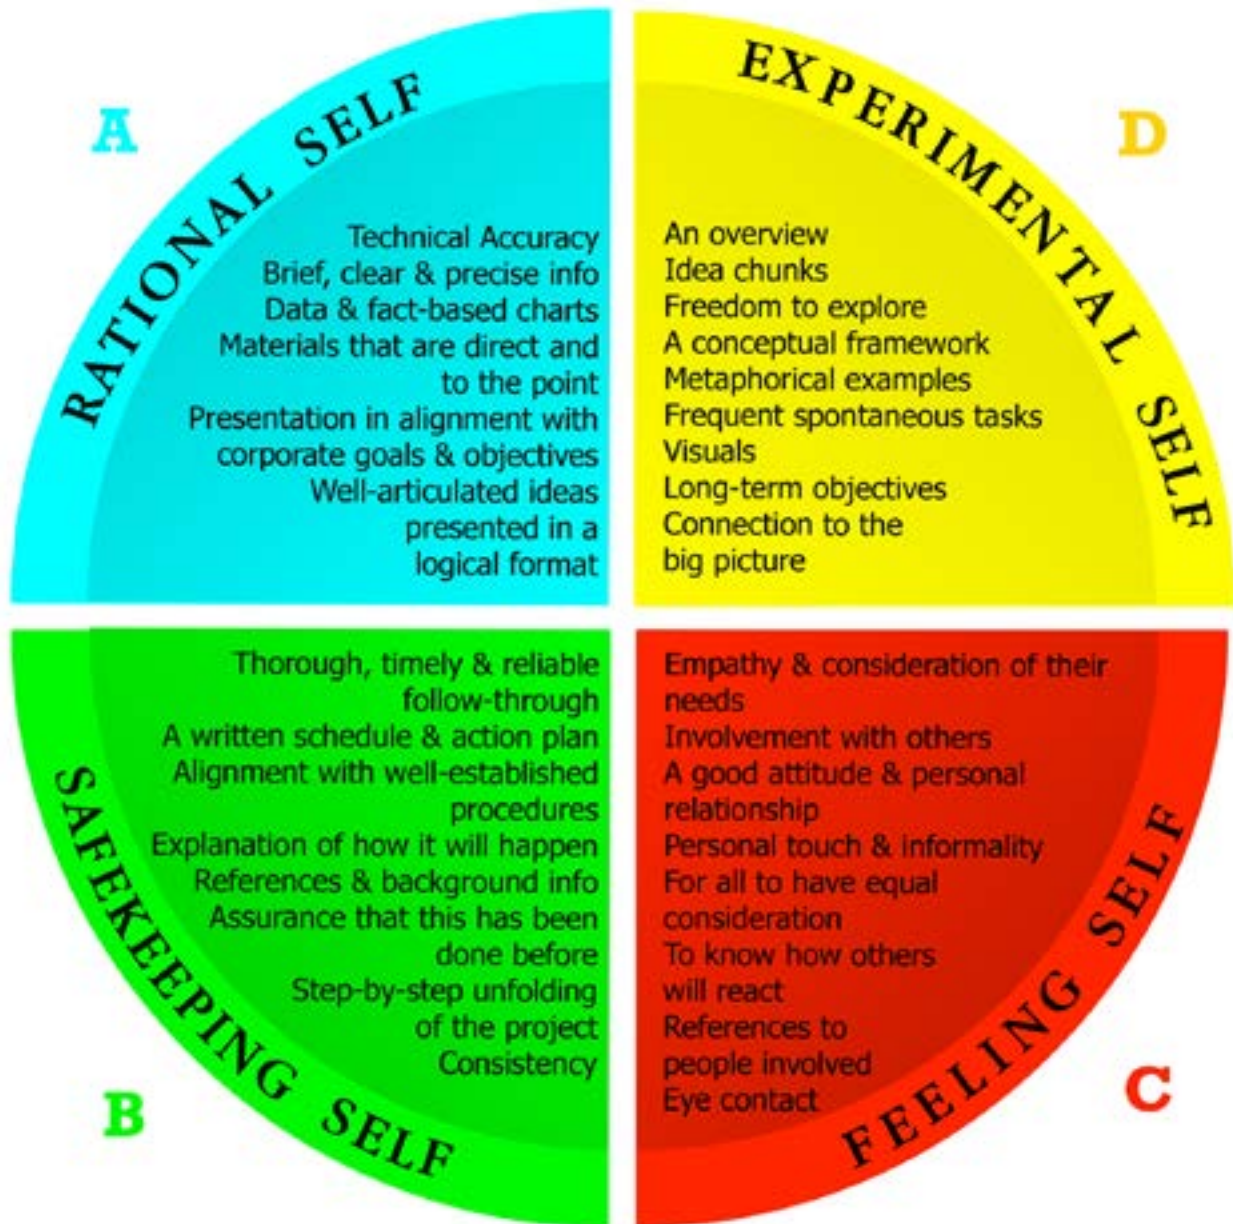 A
RATIONAL SELF
Technical Accuracy
Brief, clear & precise info
Data & fact-based charts
Materials that are direct and
to the point
Presentation in alignment with
corporate goals & objectives
Well-articulated ideas
presented in a
logical format
D
EXPERIMENTAL SELF
An overview
Idea chunks
Freedom to explore
A conceptual framework
Metaphorical examples
Frequent spontaneous tasks
Visuals
Long-term objectives
Connection to the
big picture
B
SAFEKEEPING SELF
Thorough, timely & reliable
follow-through
A written schedule & action plan
Alignment with well-established
procedures
Explanation of how it will happen
References & background info
Assurance that this has been
done before
Step-by-step unfolding
of the project
Consistency
C
FEELING SELF
Empathy & consideration of their
needs
Involvement with others
A good attitude & personal
relationship
Personal touch & informality
For all to have equal
consideration
To know how others
will react
References to
people involved
Eye contact